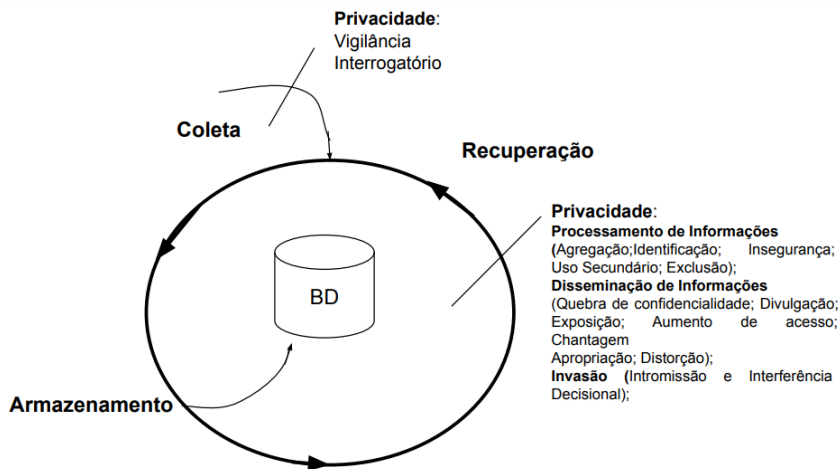 Privacidade:
Vigilância
Interrogatório
Coleta
Recuperação
Privacidade:
Processamento de Informações
(Agregação;Identificação; Insegurança;
Uso Secundário; Exclusão);
Disseminação de Informações
(Quebra de confidencialidade; Divulgação;
Exposição; Aumento de acesso;
Chantagem
Apropriação; Distorção);
Invasão (Intromissão e Interferência
Decisional);
BD
Armazenamento